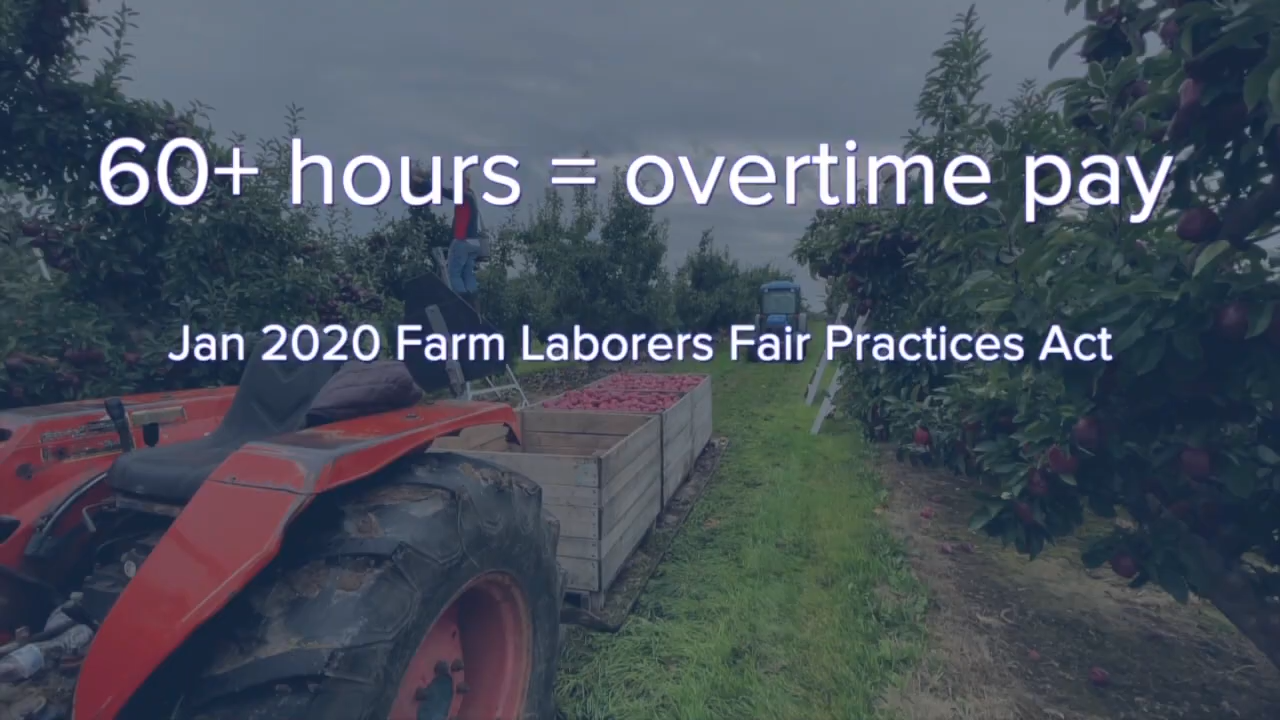 60+ hours = overtime pay
Jan 2020 Farm Laborers Fair Practices Act